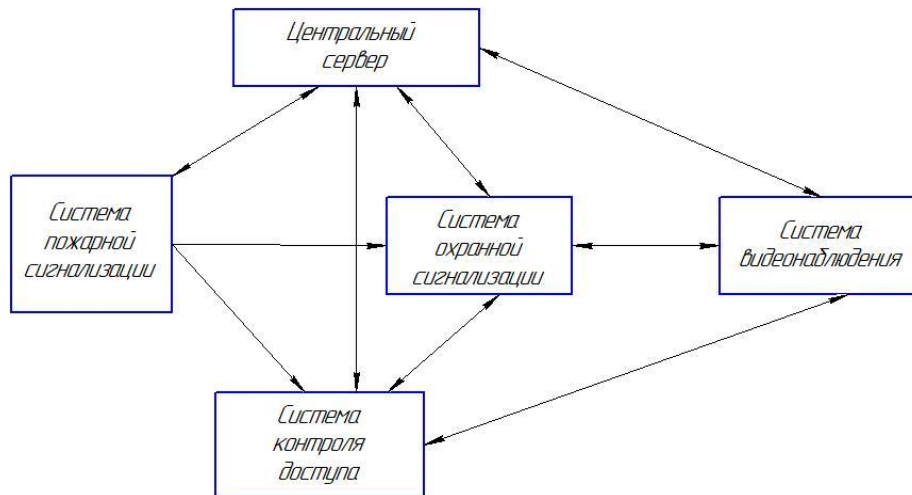 Центральный
сервер
Система
пожарной
сигнализации
Система
охранной
сигнализации
Система
видеонаблюдения
Система
контроля
доступа